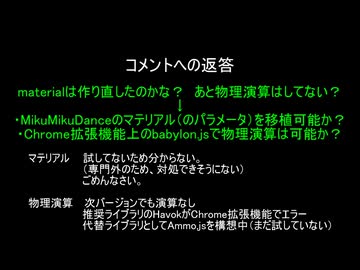 コメントへの返答
materialは作り直したのかな？　あと物理演算はしてない？
↓
・MikuMikuDanceのマテリアル（のパラメータ）を移植可能か？
・Chrome拡張機能上のbabylon.jsで物理演算は可能か？
マテリアル　試してないため分からない。
（専門外のため、対処できそうにない）
ごめんなさい。
物理演算　次バージョンでも演算なし
推奨ライブラリのHavokがChrome拡張機能でエラー
代替ライブラリとしてAmmo.jsを構想中（まだ試していない）